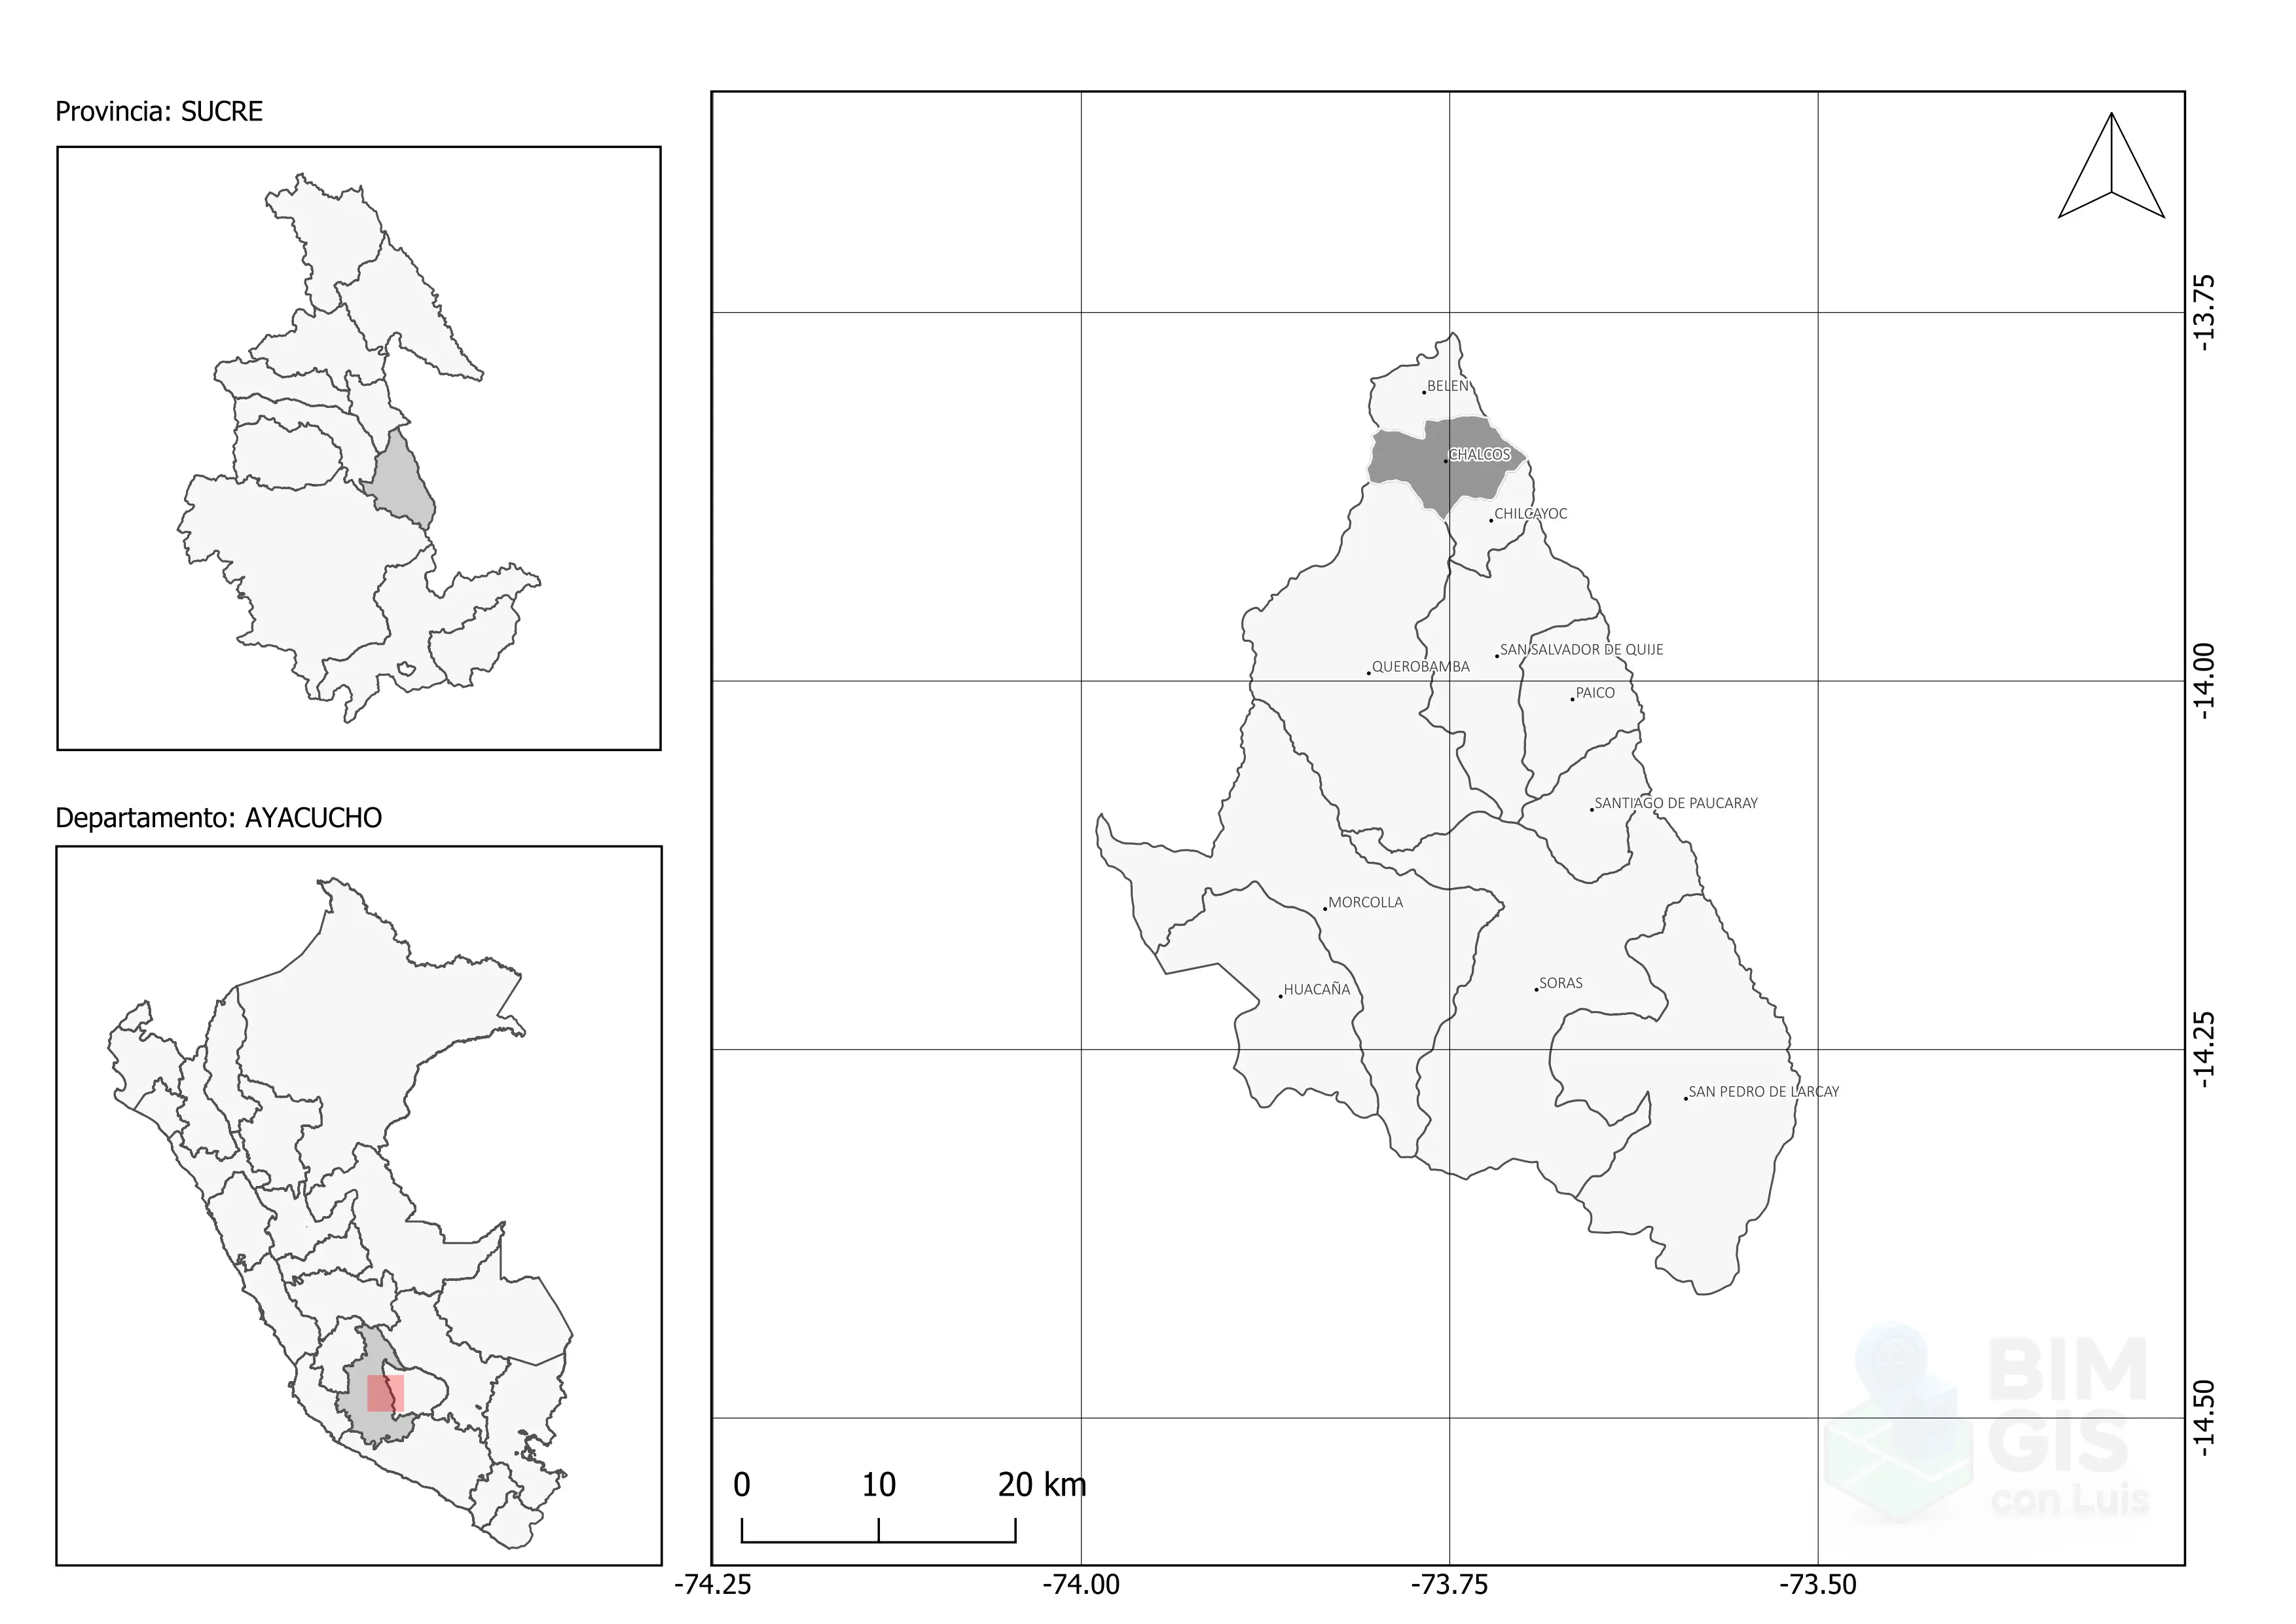 Provincia: SUCRE
Departamento: AYACUCHO
BELEN
CHALCOS
CHILCAYOC
SAN SALVADOR DE QUIJE
QUEROBAMBA
PAICO
SANTIAGO DE PAUCARAY
MORCOLLA
SORAS
HUACAÑA
SAN PEDRO DE LARCAY
-13.75
-14.00
-14.25
-14.50
0 10 20 km
-74.25 -74.00 -73.75 -73.50
BIM
GIS
con Luis